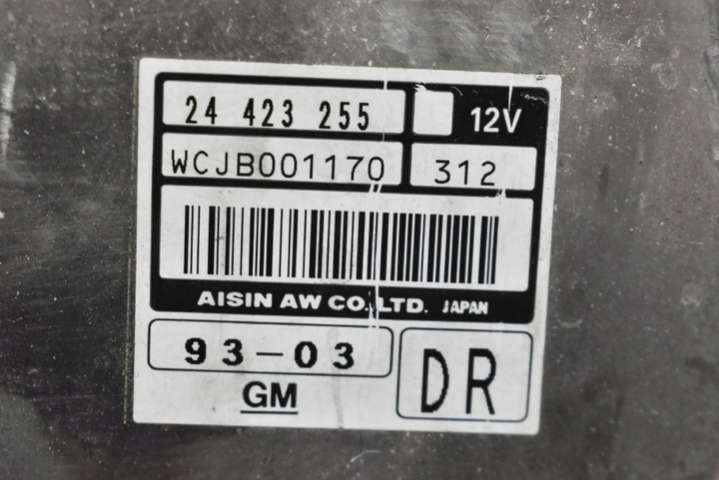 24 423 255 12V
WCJB001170 312
AISIN AW CO.,LTD. JAPAN
93-03 DR
GM